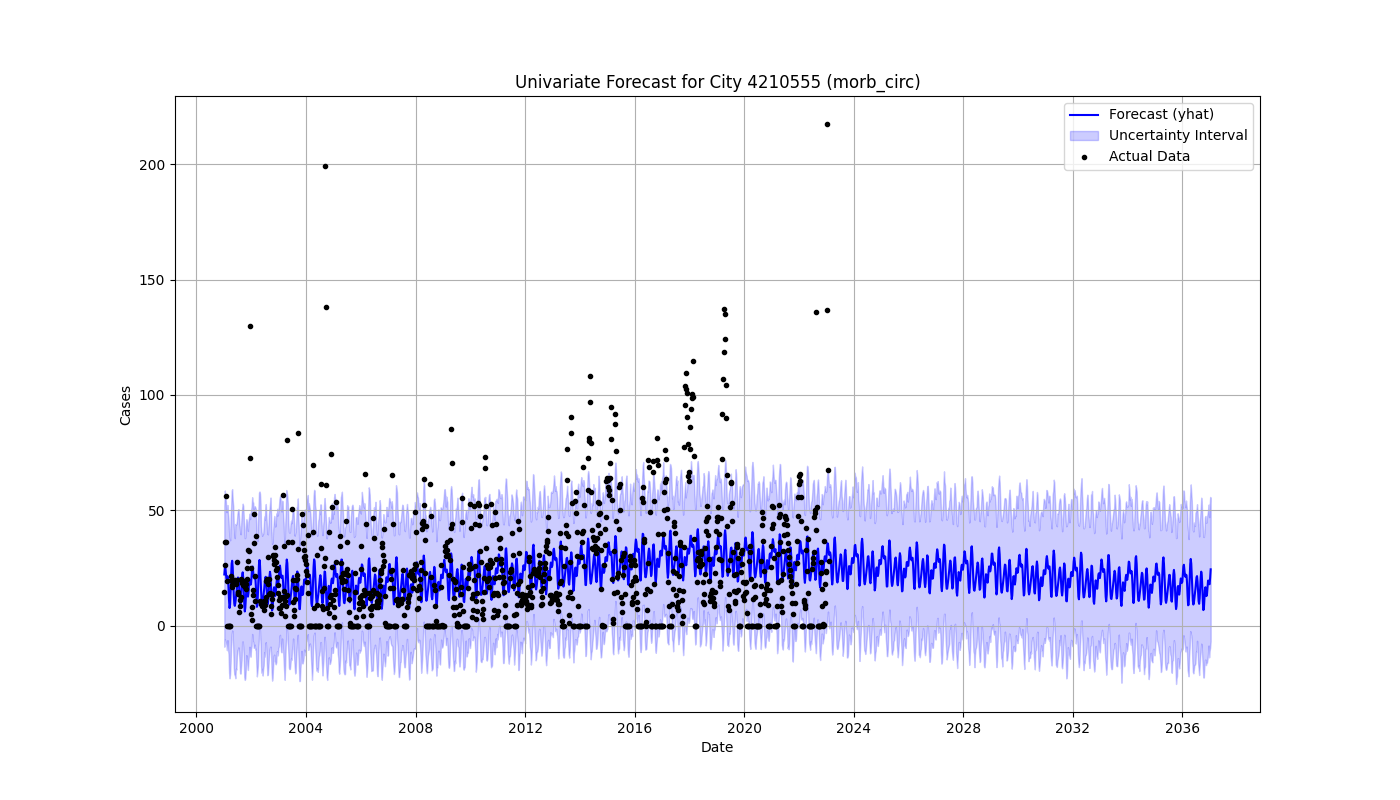 Univariate Forecast for City 4210555 (morb_circ)
Forecast (yhat)
Uncertainty Interval
Actual Data
200
150
100
50
0
Cases
2000 2004 2008 2012 2016 2020 2024 2028 2032 2036
Date